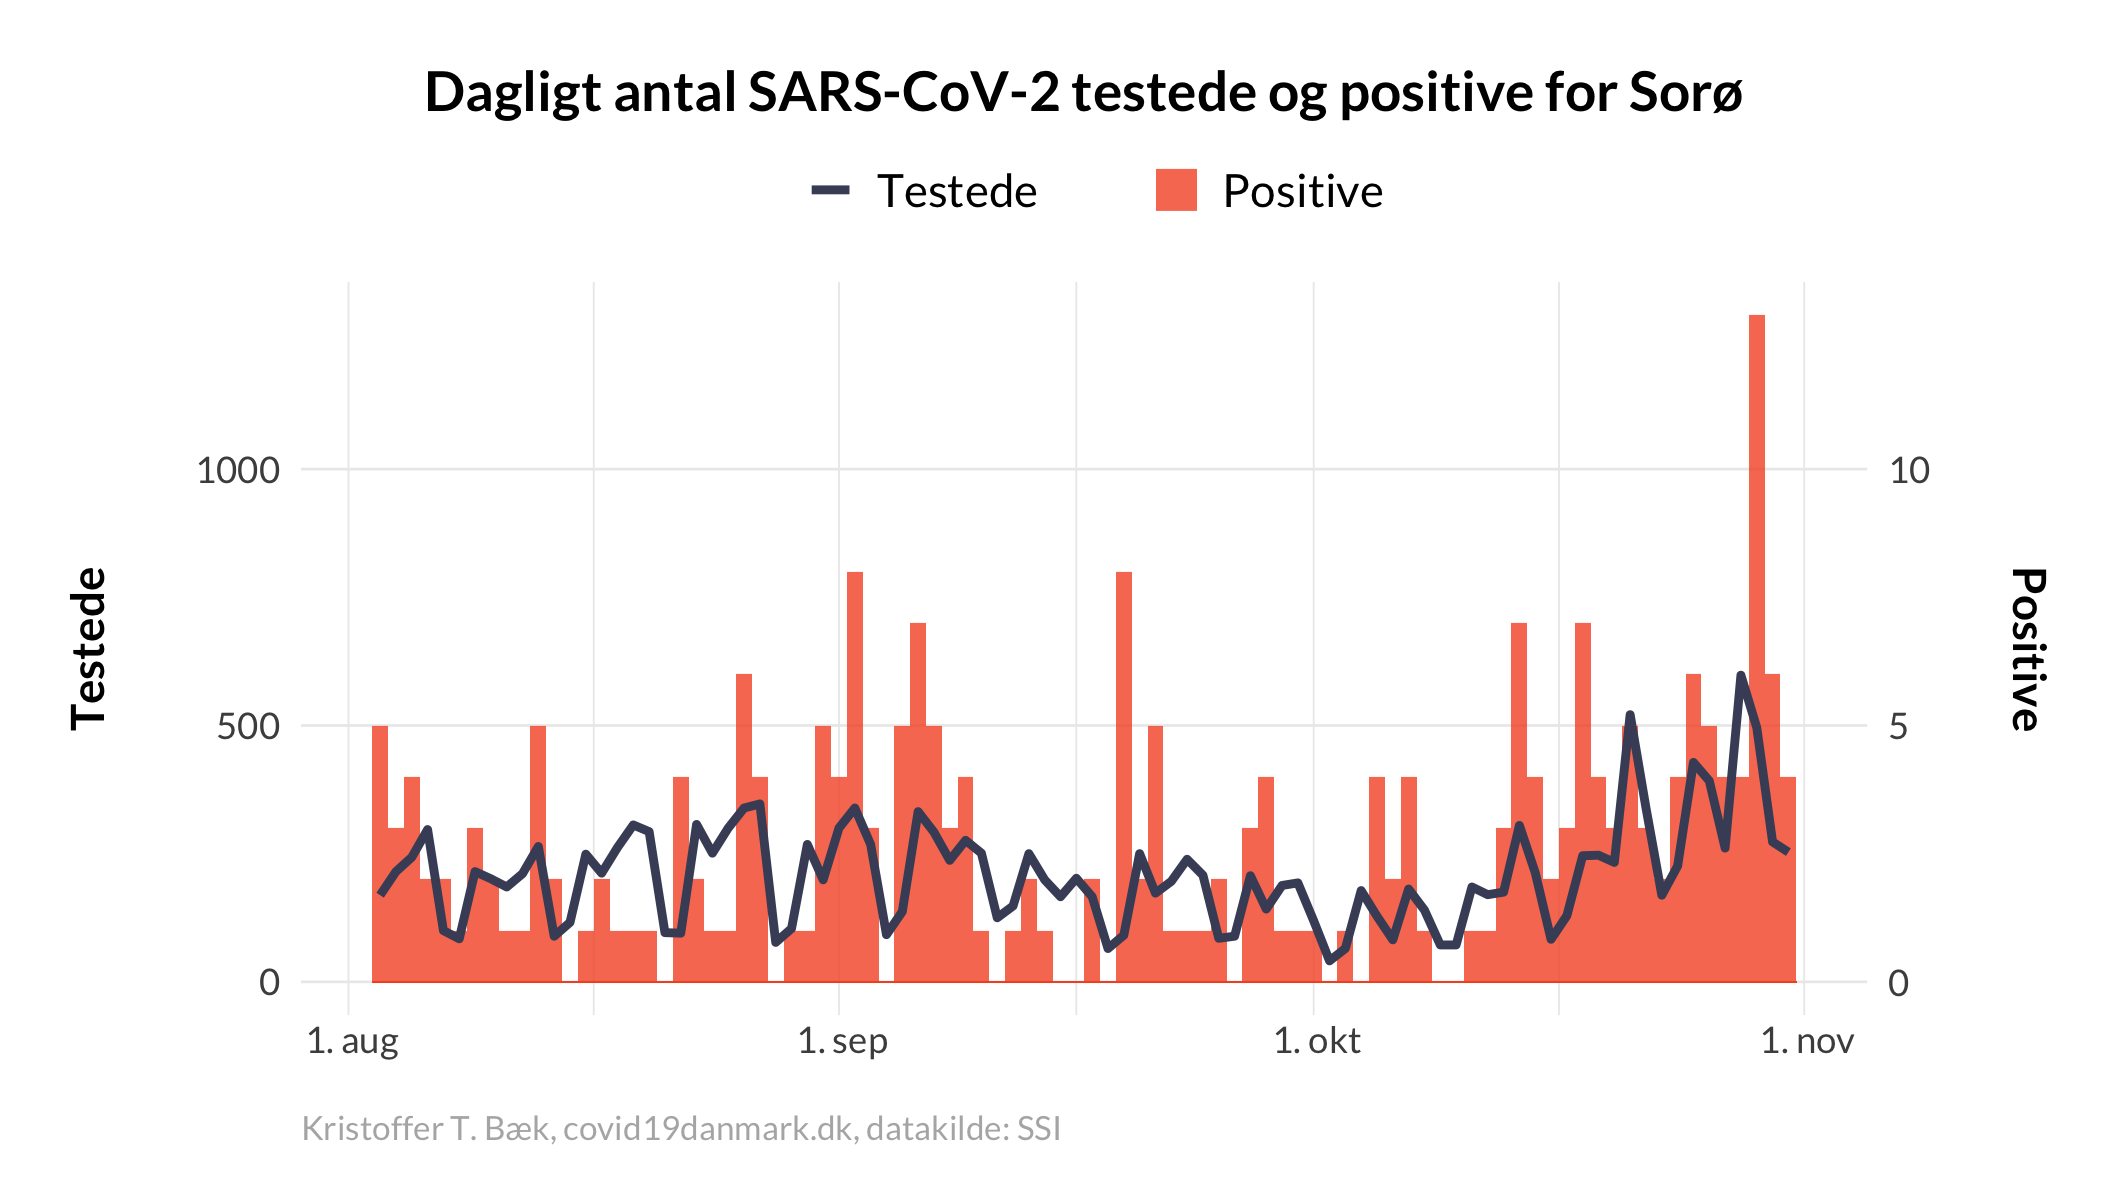 Dagligt antal SARS-CoV-2 testede og positive for Sorø
Testede
Positive
Testede
1000
500
0
10
5
0
Positive
1. aug
1. sep
1. okt
1. nov
Kristoffer T. Bæk, covid19danmark.dk, datakilde: SSI